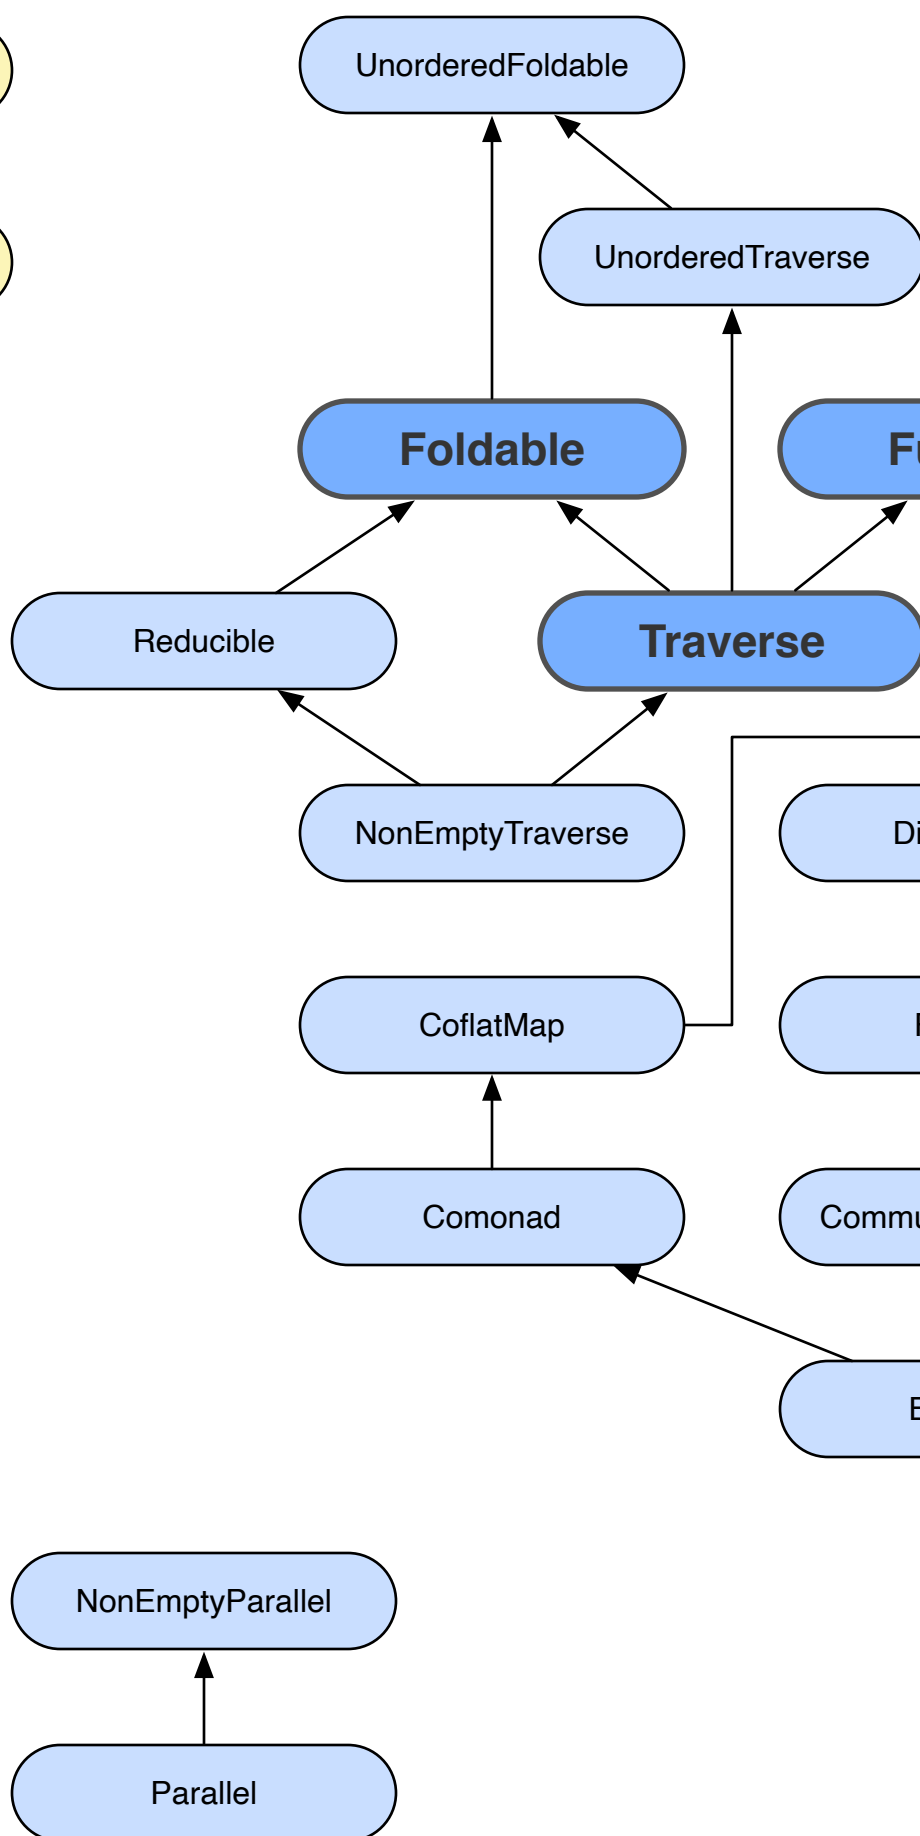 UnorderedFoldable
UnorderedTraverse
Foldable
Reducible
Traverse
NonEmptyTraverse
CoflatMap
Comonad
NonEmptyParallel
Parallel